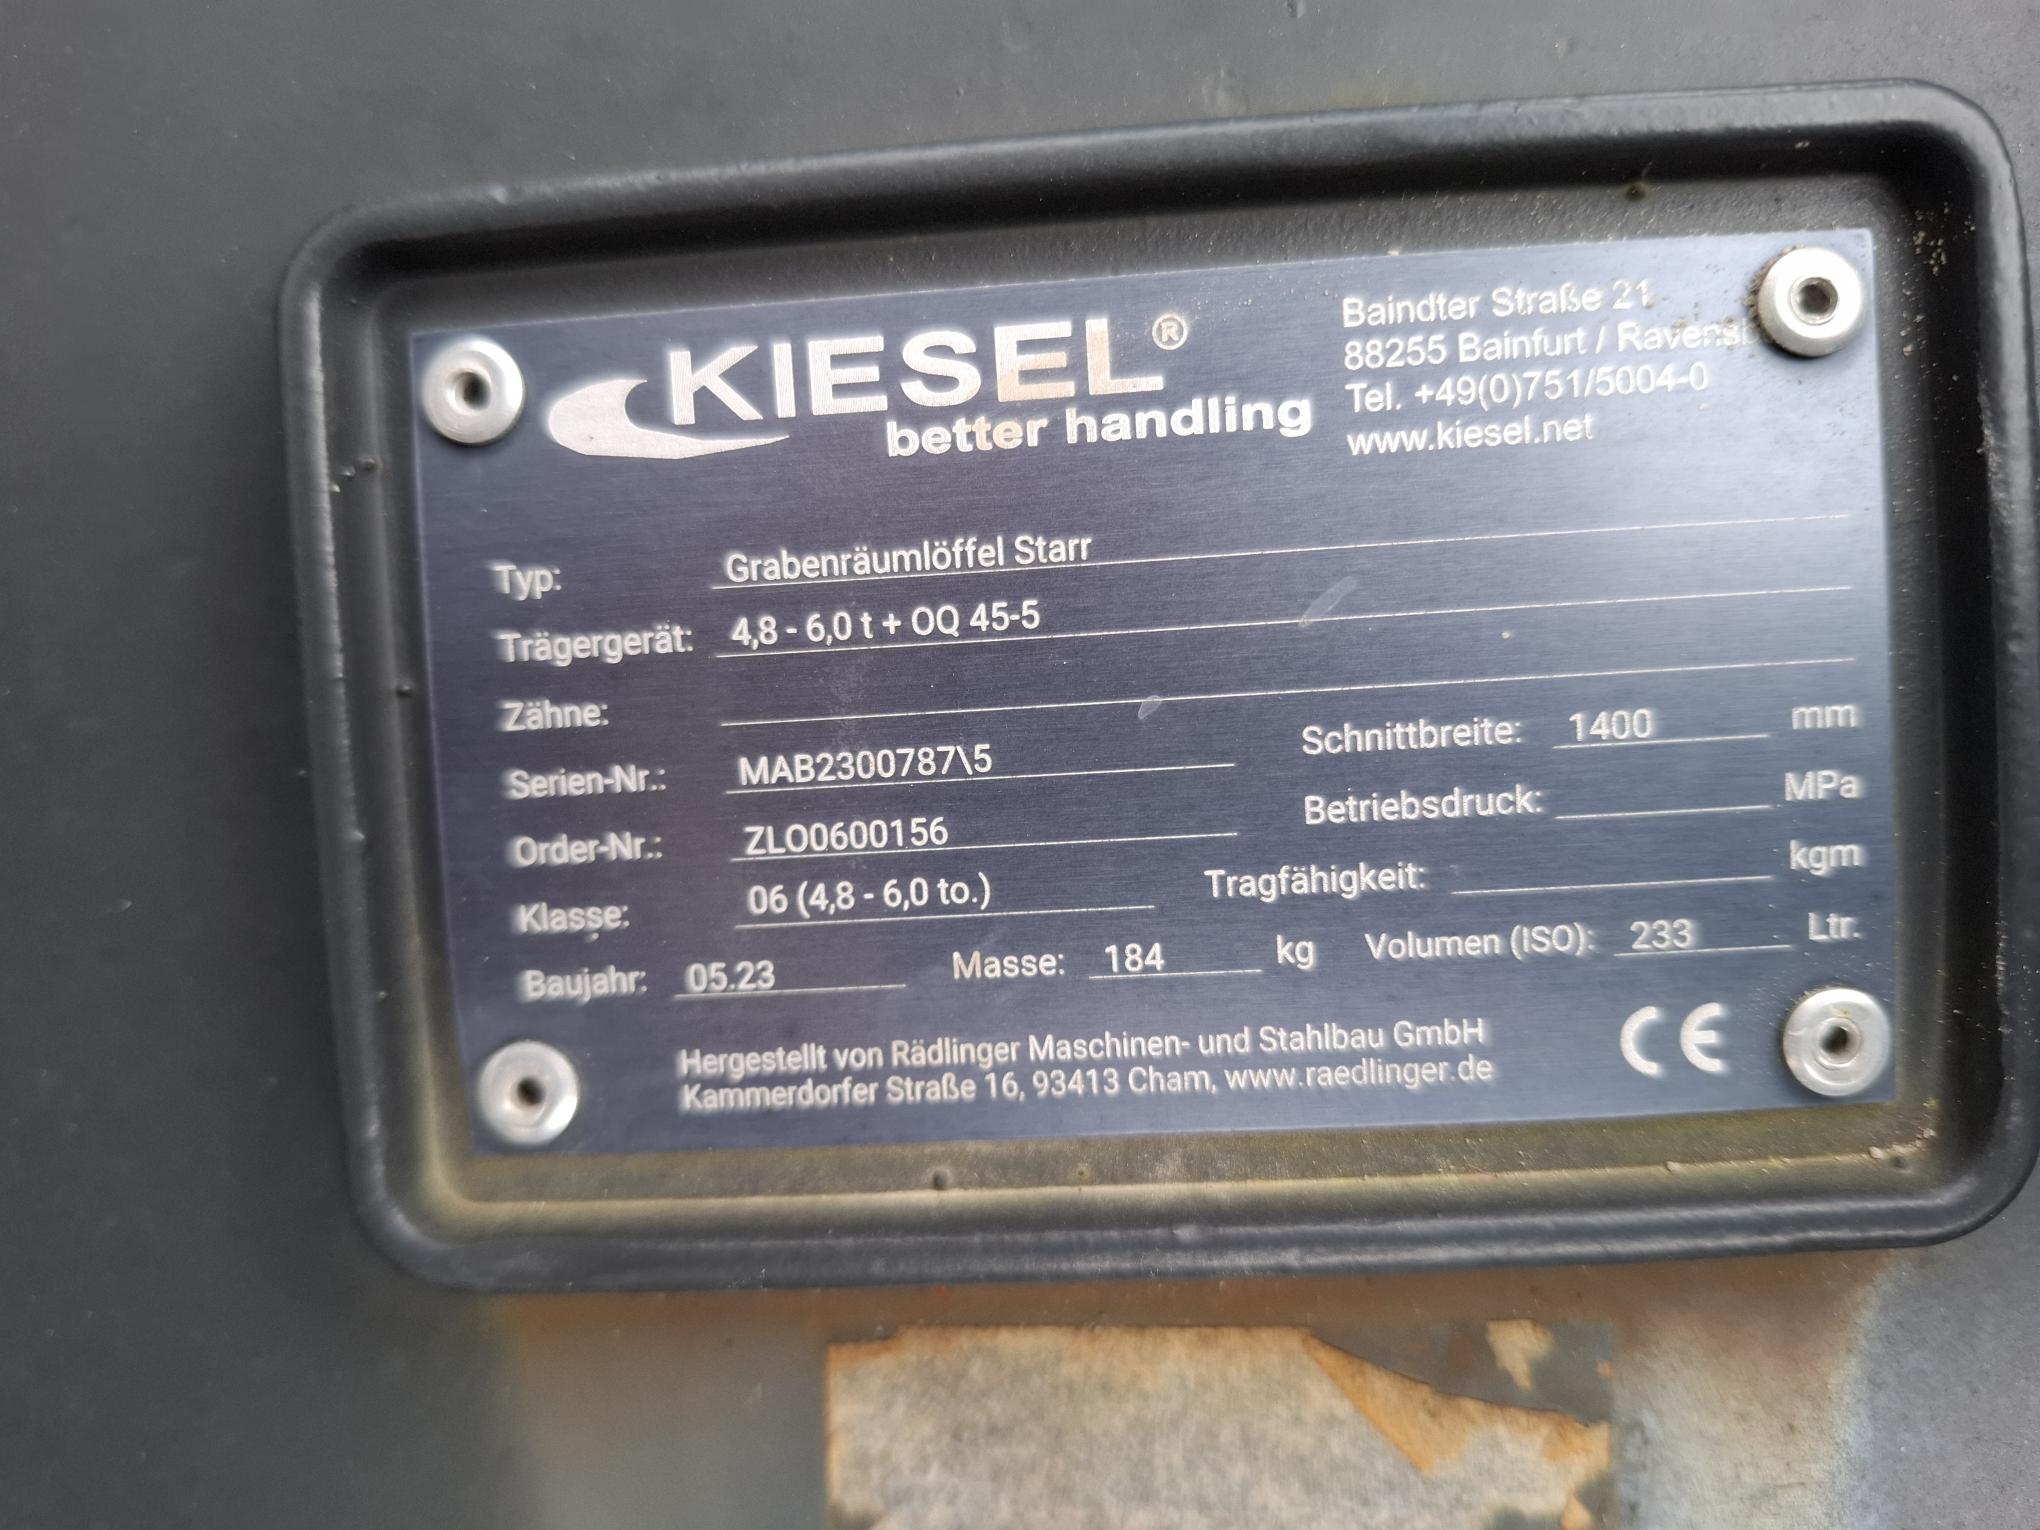 KIESEL®
better handling
Baindter Straße 21
88255 Bainfurt / Ravensb
Tel. +49(0)751/5004-0
www.kiesel.net
Typ: Grabenräumlöffel Starr
Trägergerät: 4,8 - 6,0 t + OQ 45-5
Zähne:
Serien-Nr.: MAB2300787\5 Schnittbreite: 1400 mm
Order-Nr.: ZLO0600156 Betriebsdruck: MPa
Klasse: 06 (4,8 - 6,0 to.) Tragfähigkeit: kgm
Baujahr: 05.23 Masse: 184 kg Volumen (ISO): 233 Ltr.
Hergestellt von Rädlinger Maschinen- und Stahlbau GmbH
Kammerdorfer Straße 16, 93413 Cham, www.raedlinger.de
CE